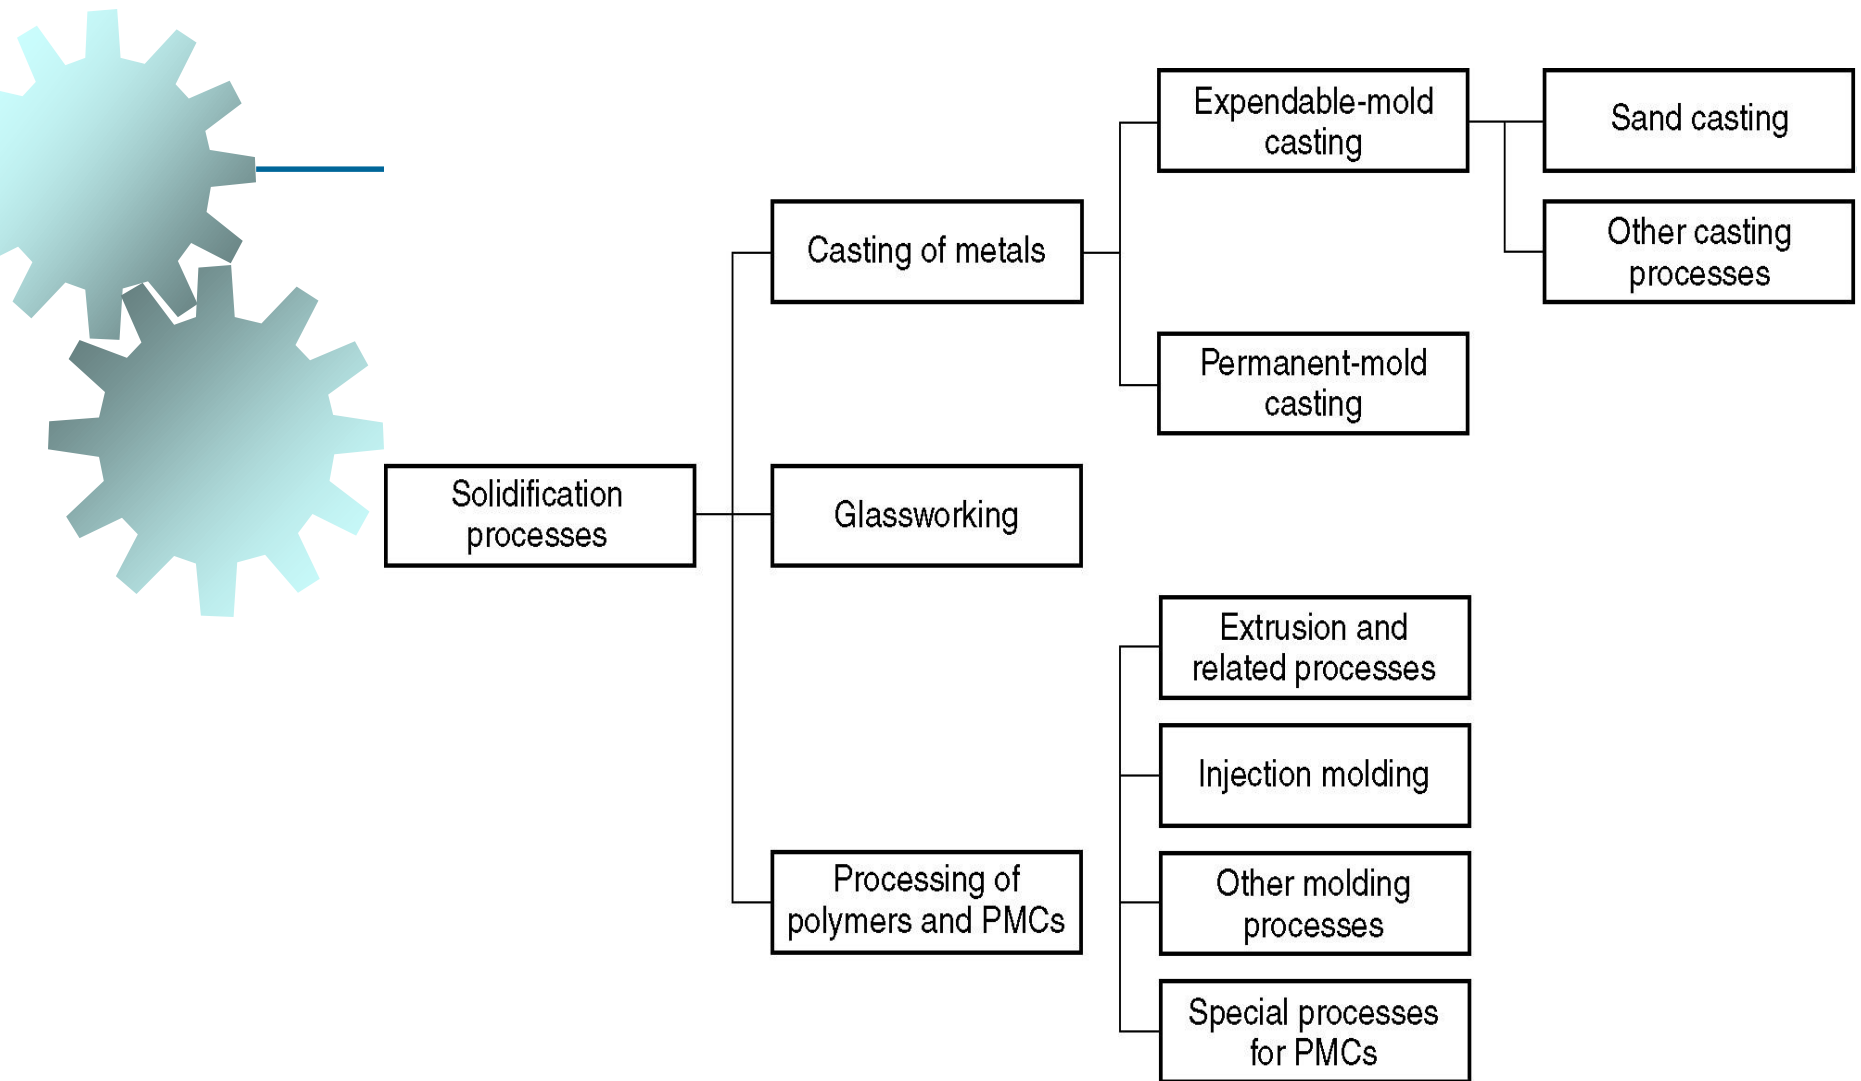 Expendable-mold
casting
Sand casting
Other casting
processes
Casting of metals
Permanent-mold
casting
Solidification
processes
Glassworking
Extrusion and
related processes
Injection molding
Processing of
polymers and PMCs
Other molding
processes
Special processes
for PMCs